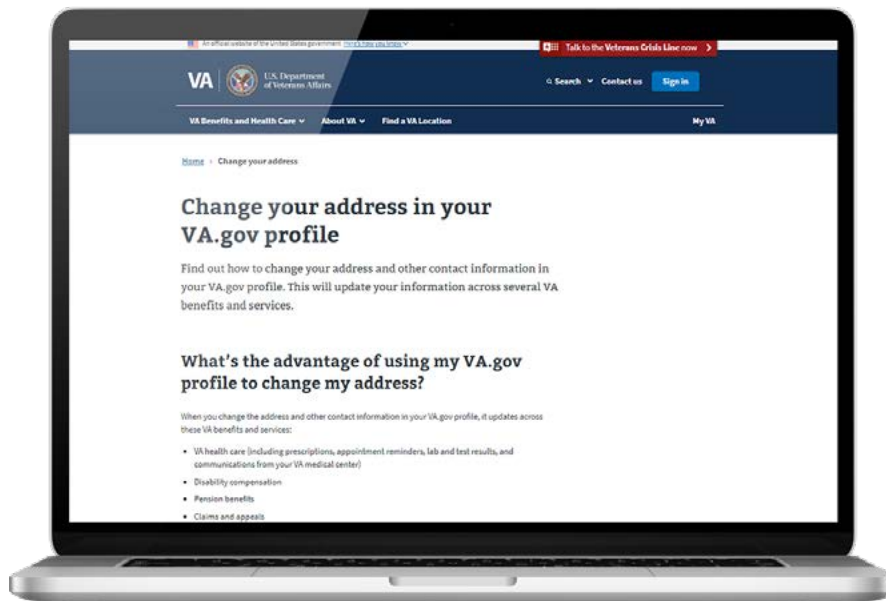 An official website of the United States government Here's how you know
Talk to the Veterans Crisis Line now
VA
U.S. Department
of Veterans Affairs
Search Contact us Sign in
VA Benefits and Health Care About VA Find a VA Location My VA
Home › Change your address
Change your address in your
VA.gov profile
Find out how to change your address and other contact information in
your VA.gov profile. This will update your information across several VA
benefits and services.
What's the advantage of using my VA.gov
profile to change my address?
When you change the address and other contact information in your VA.gov profile, it updates across
these VA benefits and services:
• VA health care (including prescriptions, appointment reminders, lab and test results, and
communications from your VA medical center)
• Disability compensation
• Pension benefits
• Claims and appeals